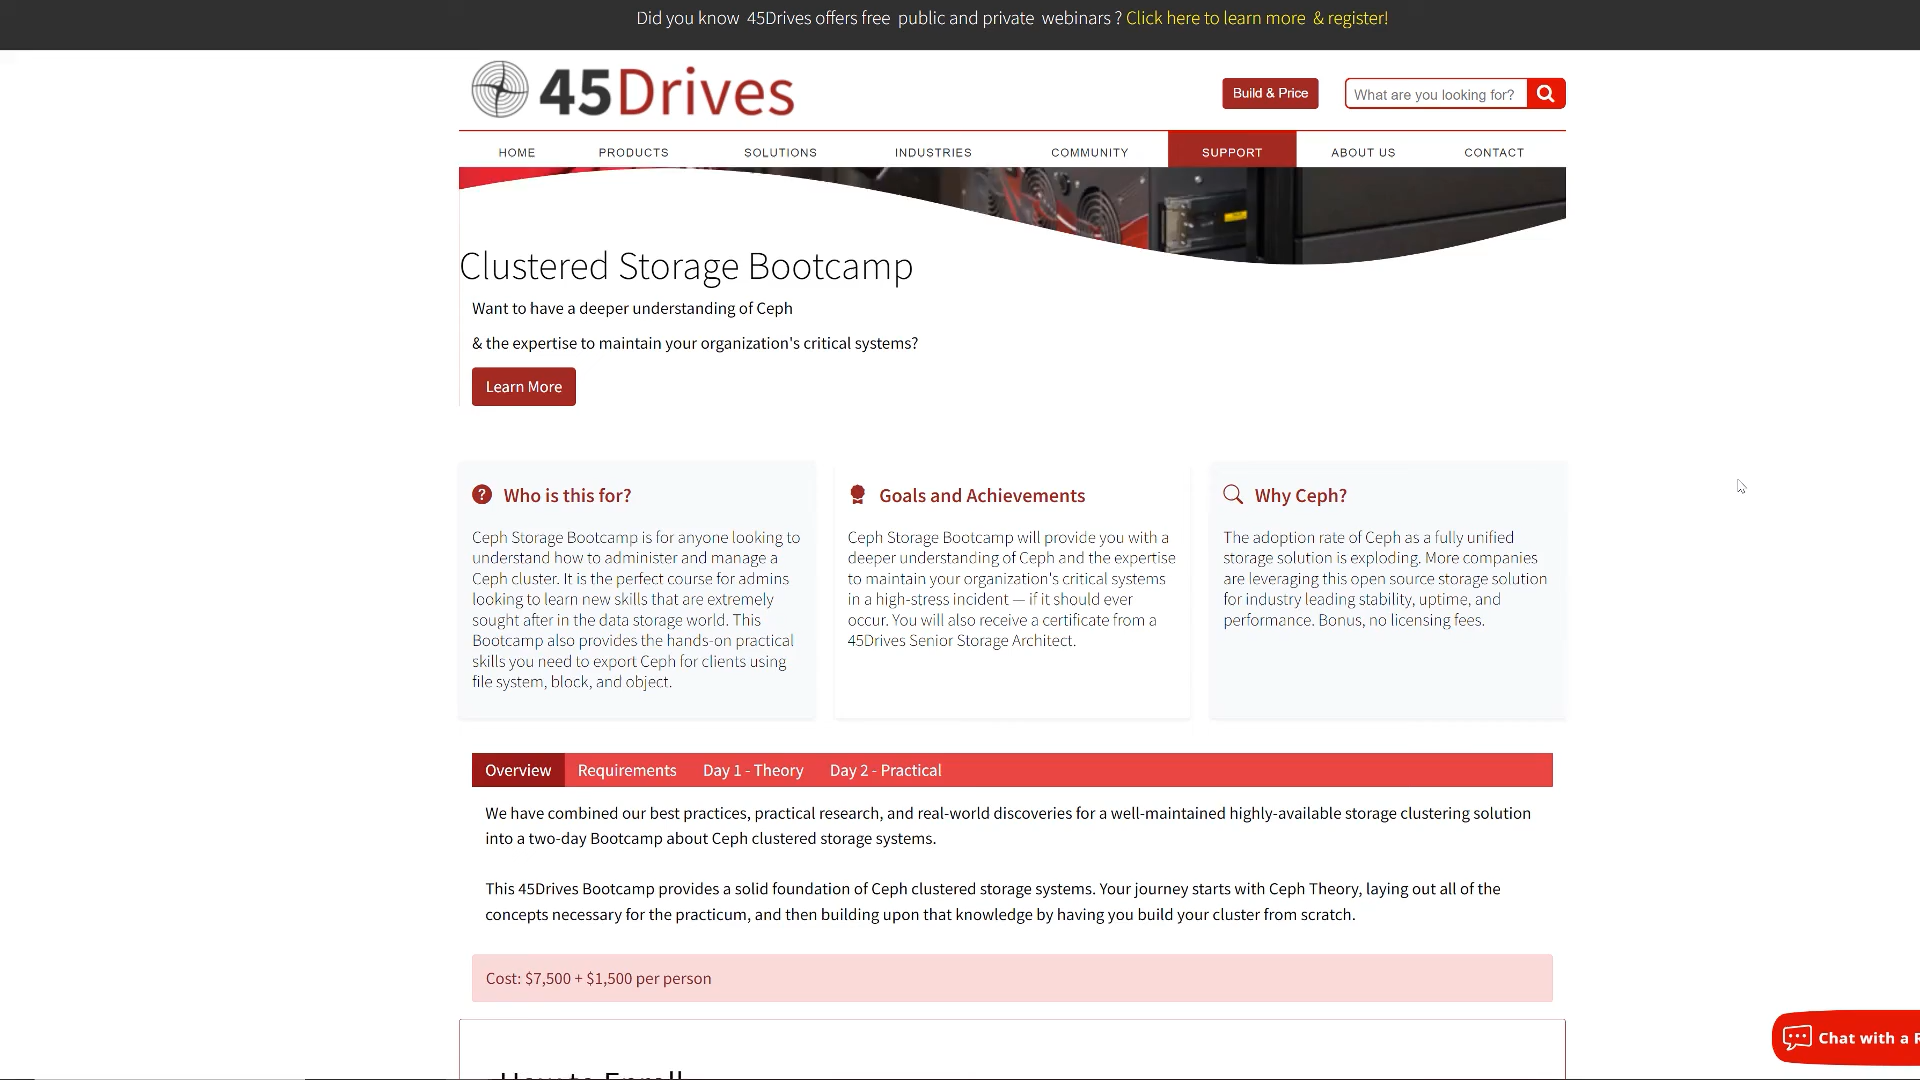 Did you know 45Drives offers free public and private webinars ? Click here to learn more & register!
45Drives
Build & Price
What are you looking for?
HOME PRODUCTS SOLUTIONS INDUSTRIES COMMUNITY SUPPORT ABOUT US CONTACT
Clustered Storage Bootcamp
Want to have a deeper understanding of Ceph
& the expertise to maintain your organization's critical systems?
Learn More
Who is this for?
Ceph Storage Bootcamp is for anyone looking to
understand how to administer and manage a
Ceph cluster. It is the perfect course for admins
looking to learn new skills that are extremely
sought after in the data storage world. This
Bootcamp also provides the hands-on practical
skills you need to export Ceph for clients using
file system, block, and object.
Goals and Achievements
Ceph Storage Bootcamp will provide you with a
deeper understanding of Ceph and the expertise
to maintain your organization's critical systems
in a high-stress incident — if it should ever
occur. You will also receive a certificate from a
45Drives Senior Storage Architect.
Why Ceph?
The adoption rate of Ceph as a fully unified
storage solution is exploding. More companies
are leveraging this open source storage solution
for industry leading stability, uptime, and
performance. Bonus, no licensing fees.
Overview Requirements Day 1 - Theory Day 2 - Practical
We have combined our best practices, practical research, and real-world discoveries for a well-maintained highly-available storage clustering solution
into a two-day Bootcamp about Ceph clustered storage systems.
This 45Drives Bootcamp provides a solid foundation of Ceph clustered storage systems. Your journey starts with Ceph Theory, laying out all of the
concepts necessary for the practicum, and then building upon that knowledge by having you build your cluster from scratch.
Cost: $7,500 + $1,500 per person
Chat with a R
How to Enroll